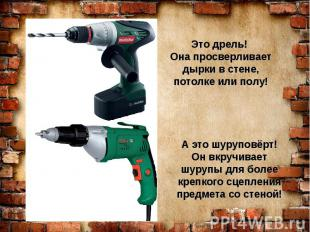 Это дрель!
Она просверливает
дырки в стене,
потолке или полу!
А это шуруповёрт!
Он вкручивает
шурупы для более
крепкого сцепления
предмета со стеной!
PPT4WEB.ru